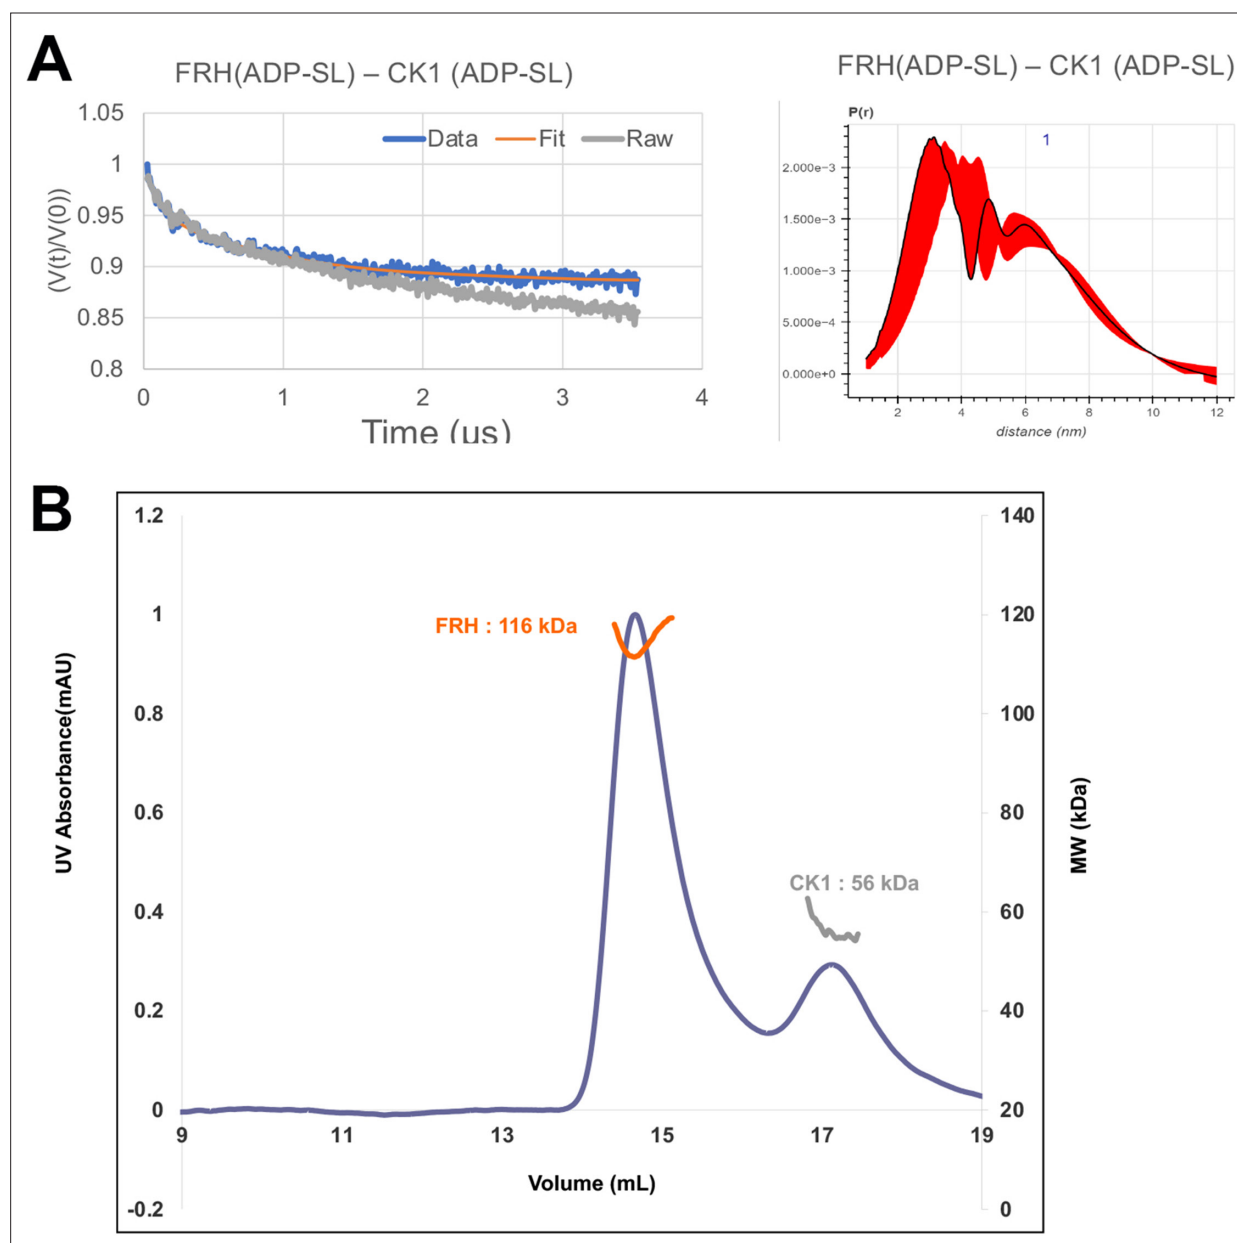 A
FRH(ADP-SL) – CK1 (ADP-SL)
1.05
1
0.95
0.9
0.85
0.8
(V(t)/V(0))
Data Fit Raw
0 1 2 3 4
Time (us)
FRH(ADP-SL) – CK1 (ADP-SL)
P(r)
1
2.000e−3
1.500e−3
1.000e−3
5.000e−4
0.000e+0
2 4 6 8 10 12
distance (nm)
B
1.2
1
0.8
0.6
0.4
0.2
0
-0.2
UV Absorbance(mAU)
FRH : 116 kDa
CK1 : 56 kDa
140
120
100
80
60
40
20
0
MW (kDa)
9 11 13 15 17 19
Volume (mL)